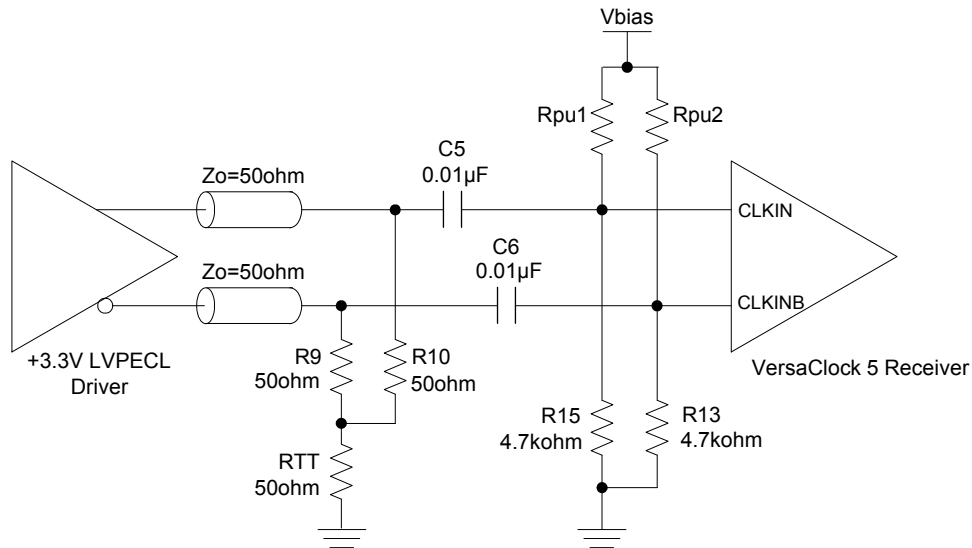 Vbias
Rpu1
Rpu2
C5
0.01µF
Zo=50ohm
CLKIN
C6
0.01µF
Zo=50ohm
CLKINB
+3.3V LVPECL
Driver
R9
50ohm
R10
50ohm
VersaClock 5 Receiver
R15
4.7kohm
R13
4.7kohm
RTT
50ohm